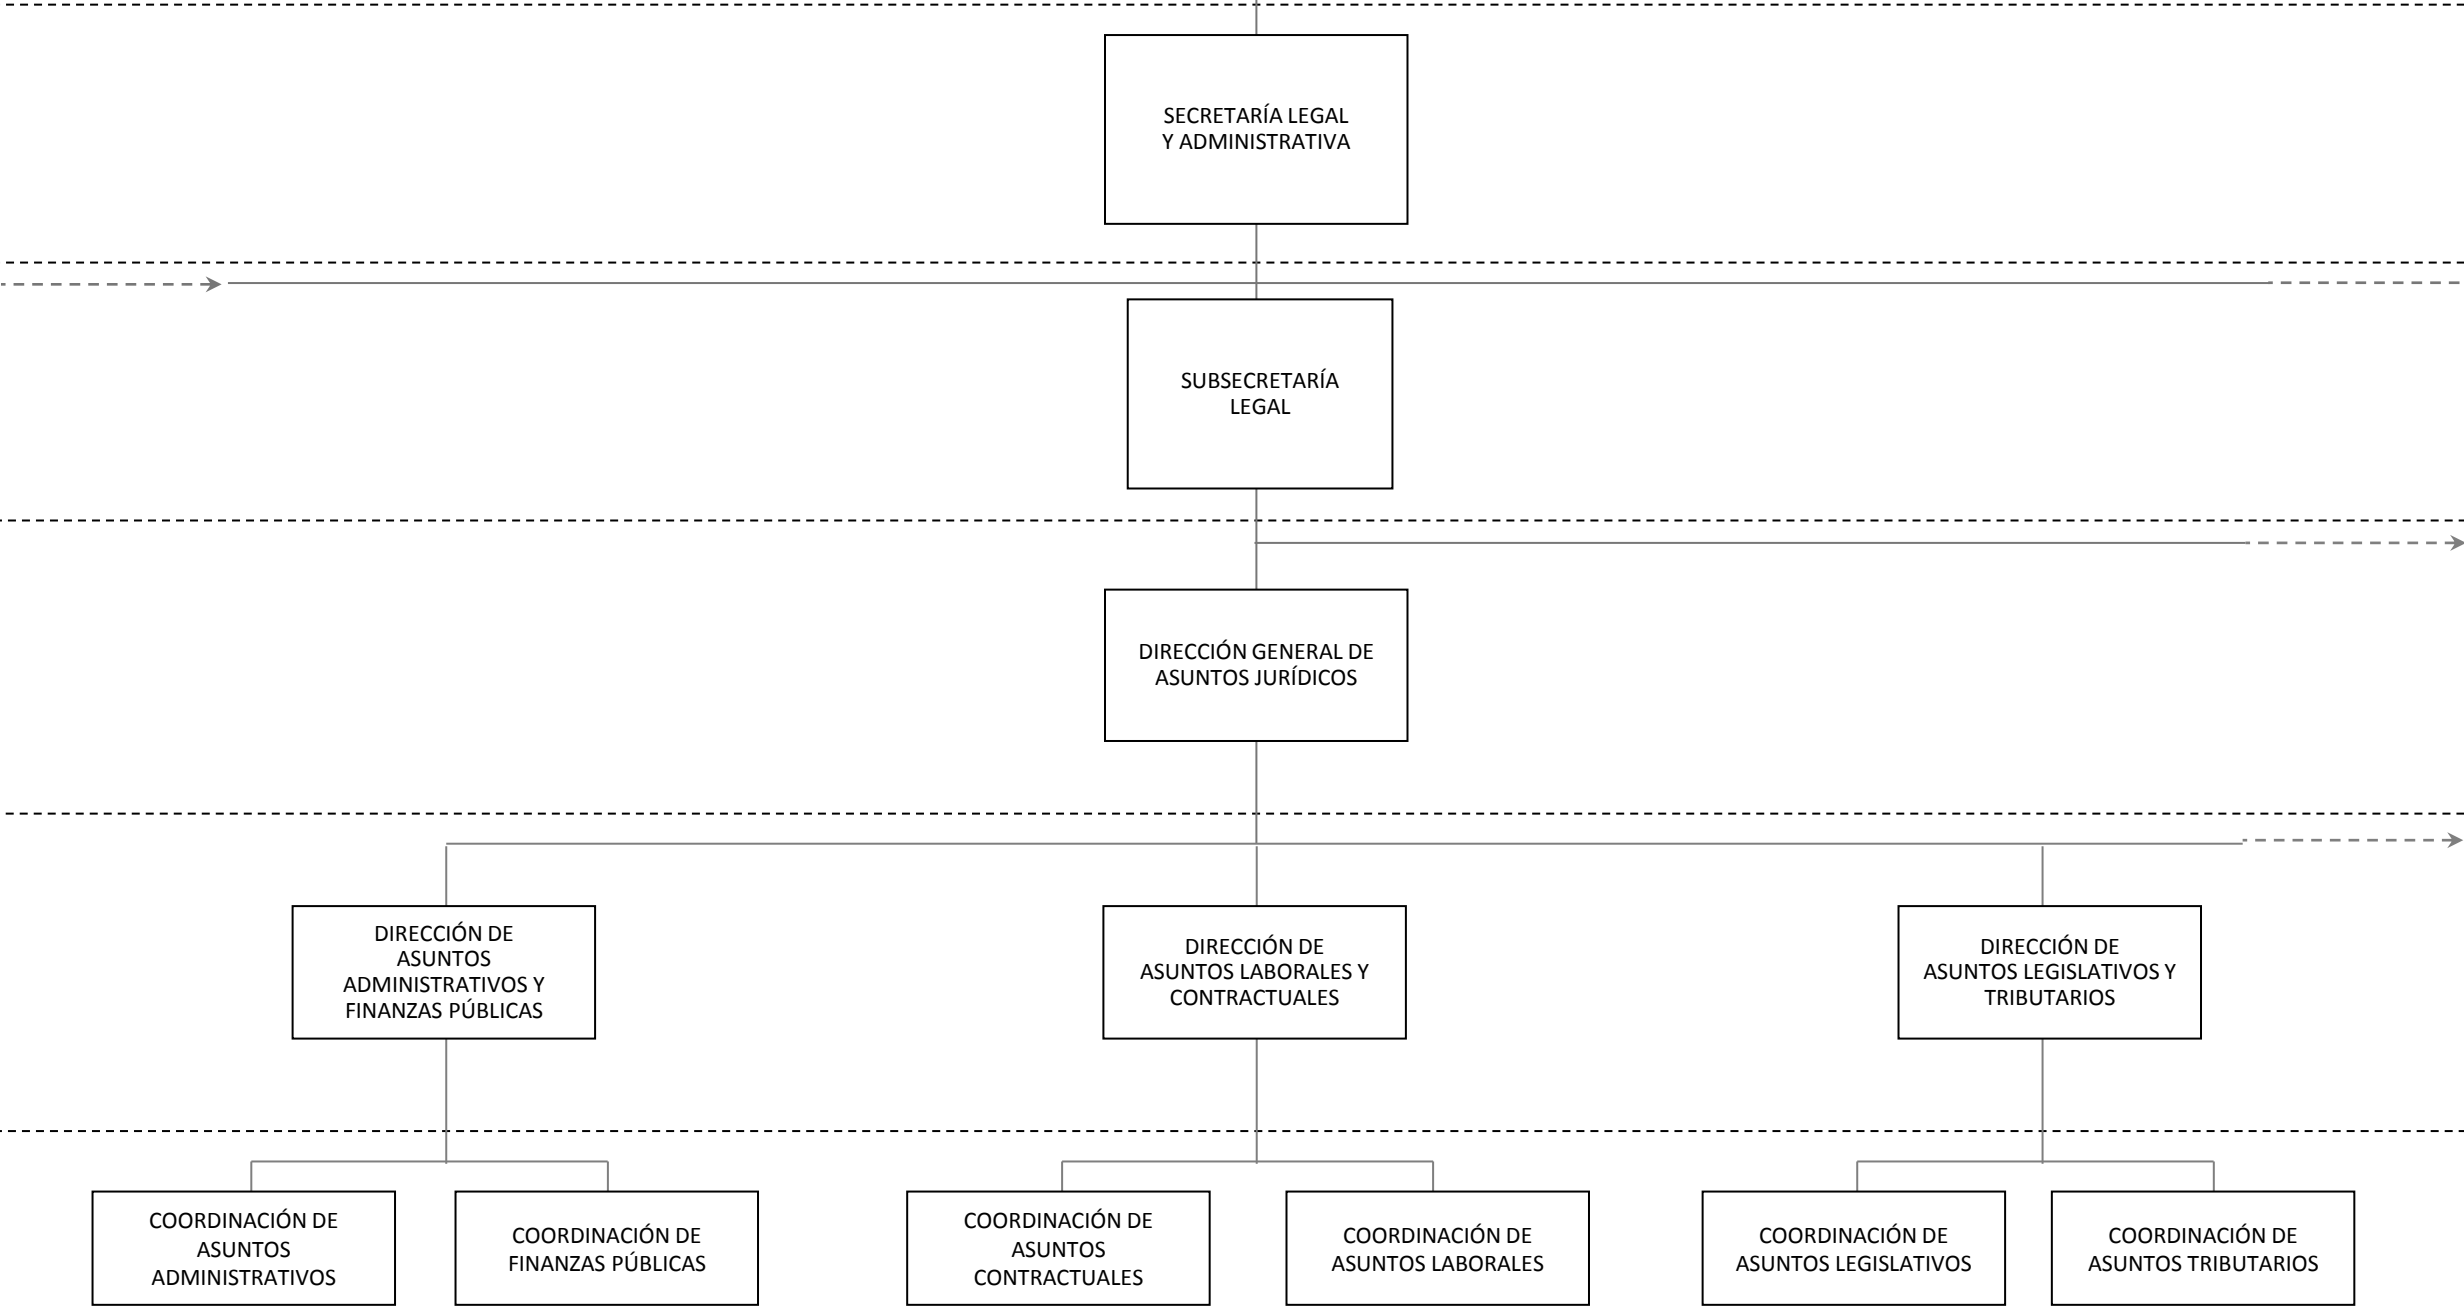 SECRETARÍA LEGAL
Y ADMINISTRATIVA
SUBSECRETARÍA
LEGAL
DIRECCIÓN GENERAL DE
ASUNTOS JURÍDICOS
DIRECCIÓN DE
ASUNTOS
ADMINISTRATIVOS Y
FINANZAS PÚBLICAS
DIRECCIÓN DE
ASUNTOS LABORALES Y
CONTRACTUALES
DIRECCIÓN DE
ASUNTOS LEGISLATIVOS Y
TRIBUTARIOS
COORDINACIÓN DE
ASUNTOS
ADMINISTRATIVOS
COORDINACIÓN DE
FINANZAS PÚBLICAS
COORDINACIÓN DE
ASUNTOS
CONTRACTUALES
COORDINACIÓN DE
ASUNTOS LABORALES
COORDINACIÓN DE
ASUNTOS LEGISLATIVOS
COORDINACIÓN DE
ASUNTOS TRIBUTARIOS